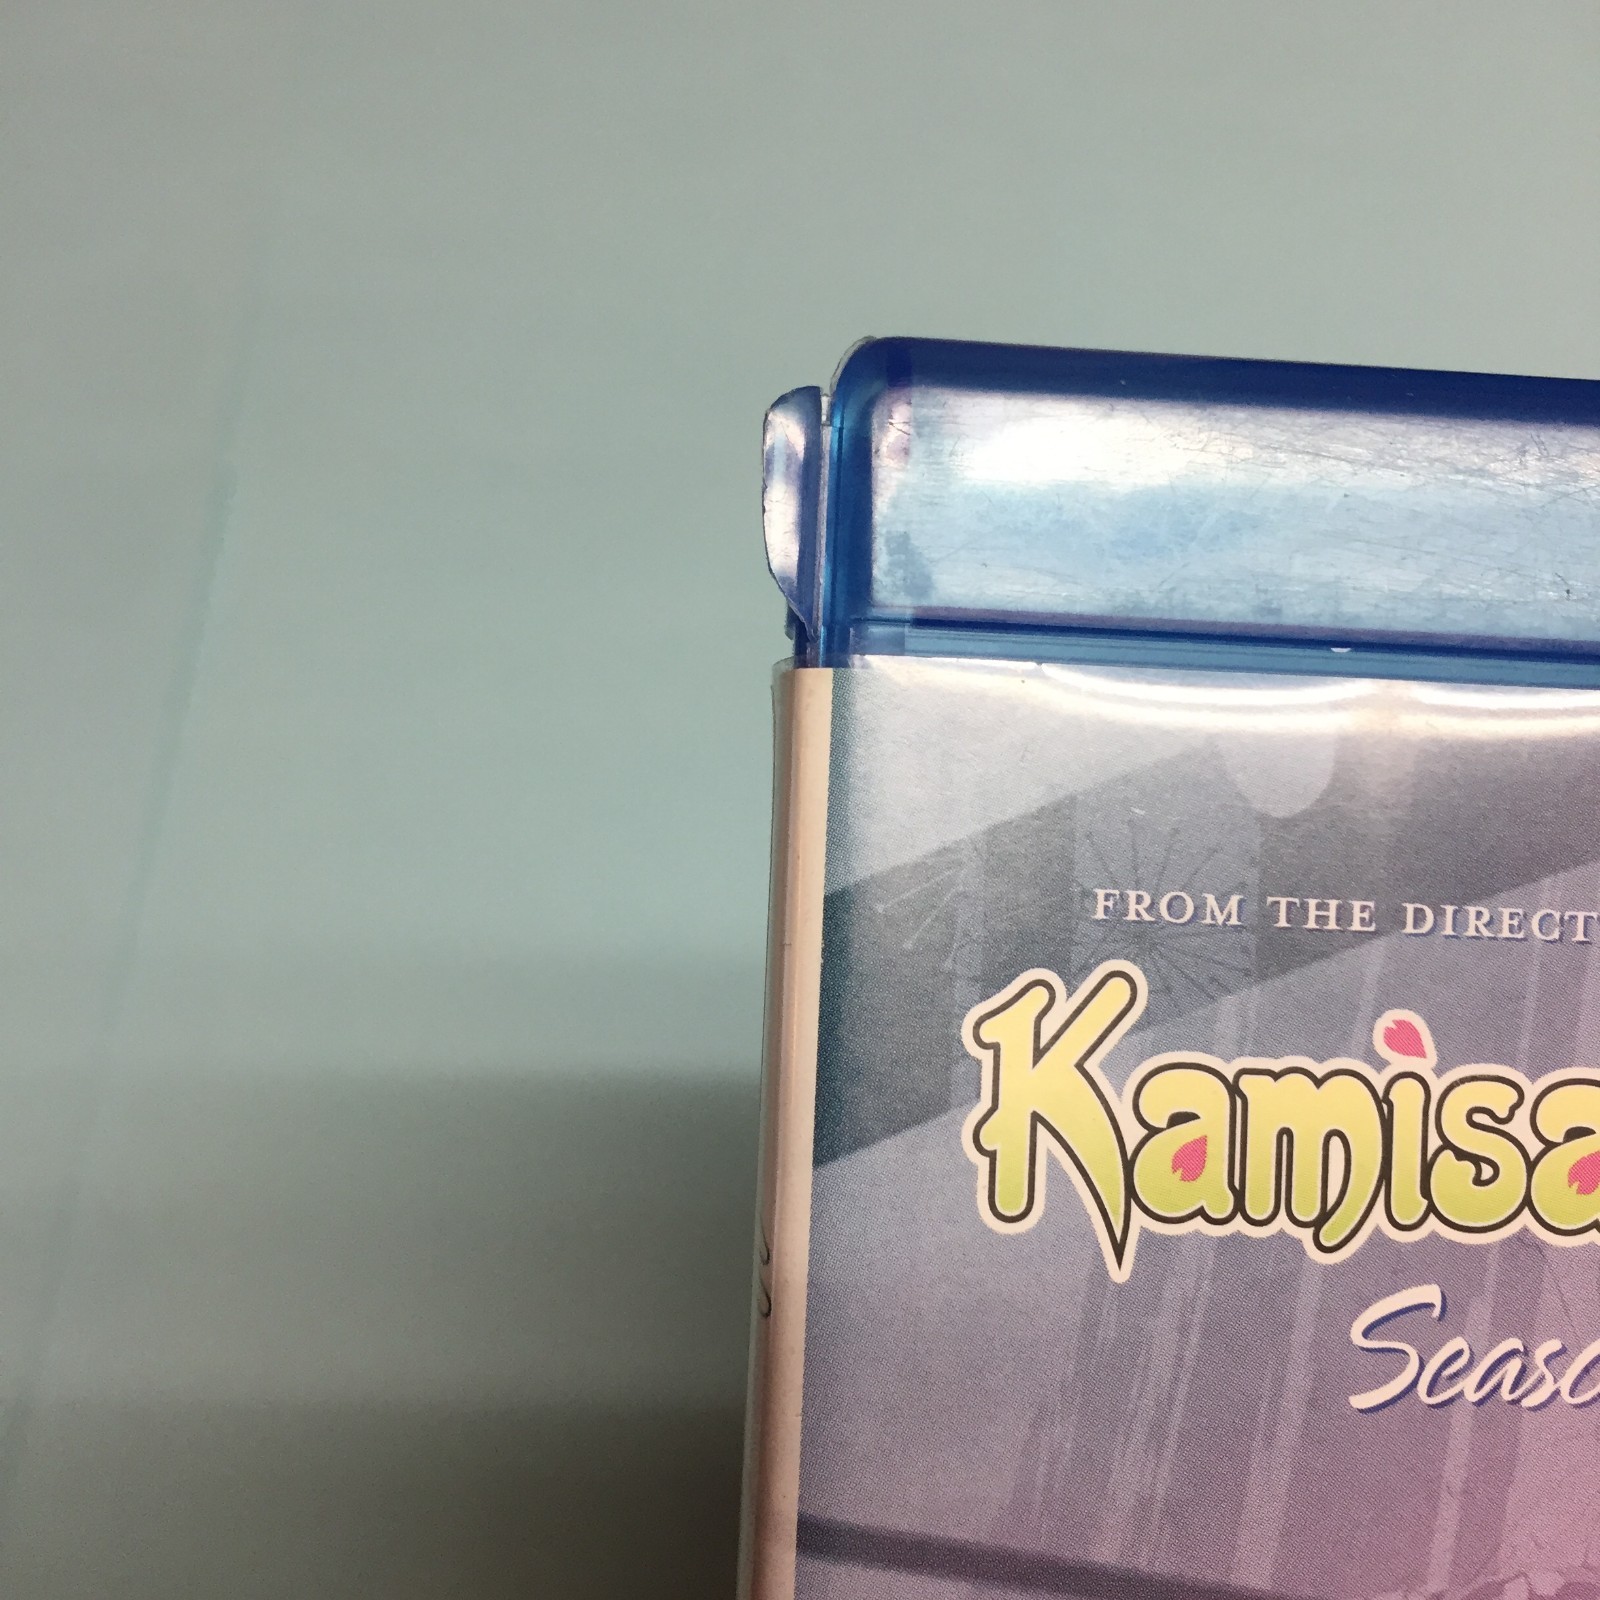 FROM THE DIRECT
Kamisa
Seaso